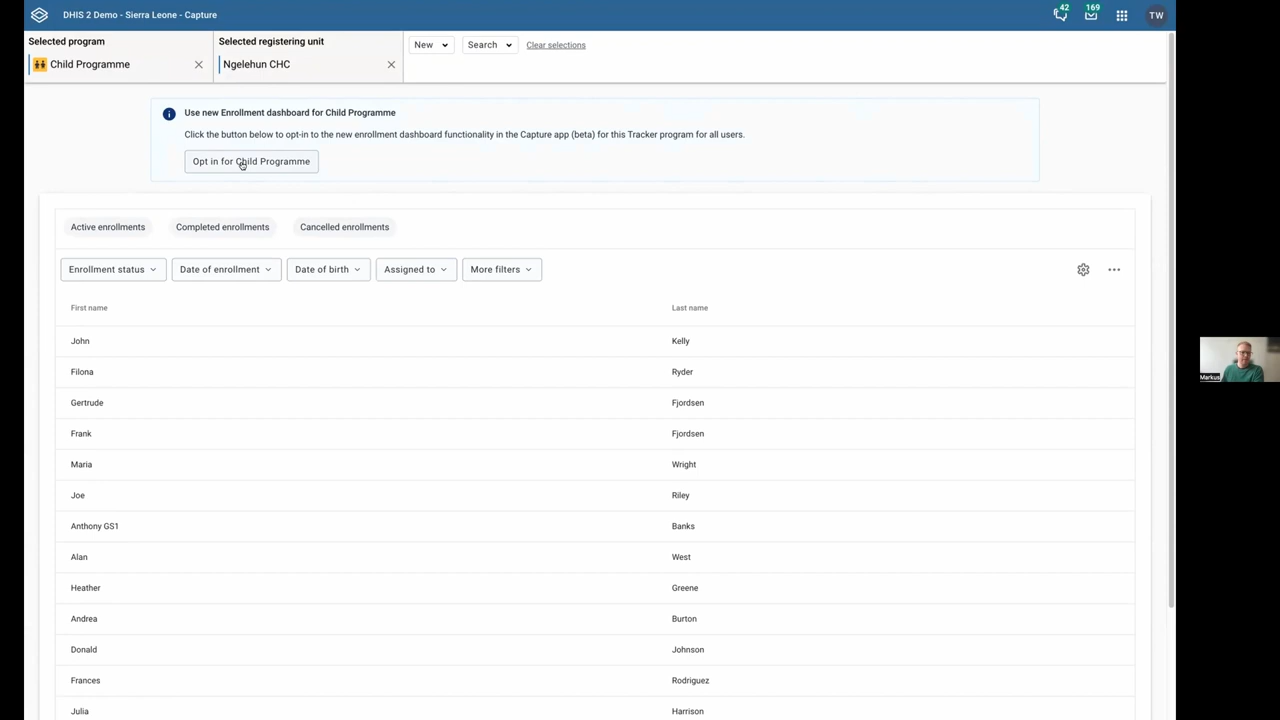 DHIS 2 Demo - Sierra Leone - Capture
42
169
TW
Selected program
Child Programme
Selected registering unit
Ngelehun CHC
New
Search
Clear selections
Use new Enrollment dashboard for Child Programme
Click the button below to opt-in to the new enrollment dashboard functionality in the Capture app (beta) for this Tracker program for all users.
Opt in for Child Programme
Active enrollments
Completed enrollments
Cancelled enrollments
Enrollment status
Date of enrollment
Date of birth
Assigned to
More filters
First name Last name
John Kelly
Filona Ryder
Gertrude Fjordsen
Frank Fjordsen
Maria Wright
Joe Riley
Anthony GS1 Banks
Alan West
Heather Greene
Andrea Burton
Donald Johnson
Frances Rodriguez
Julia Harrison
Markus